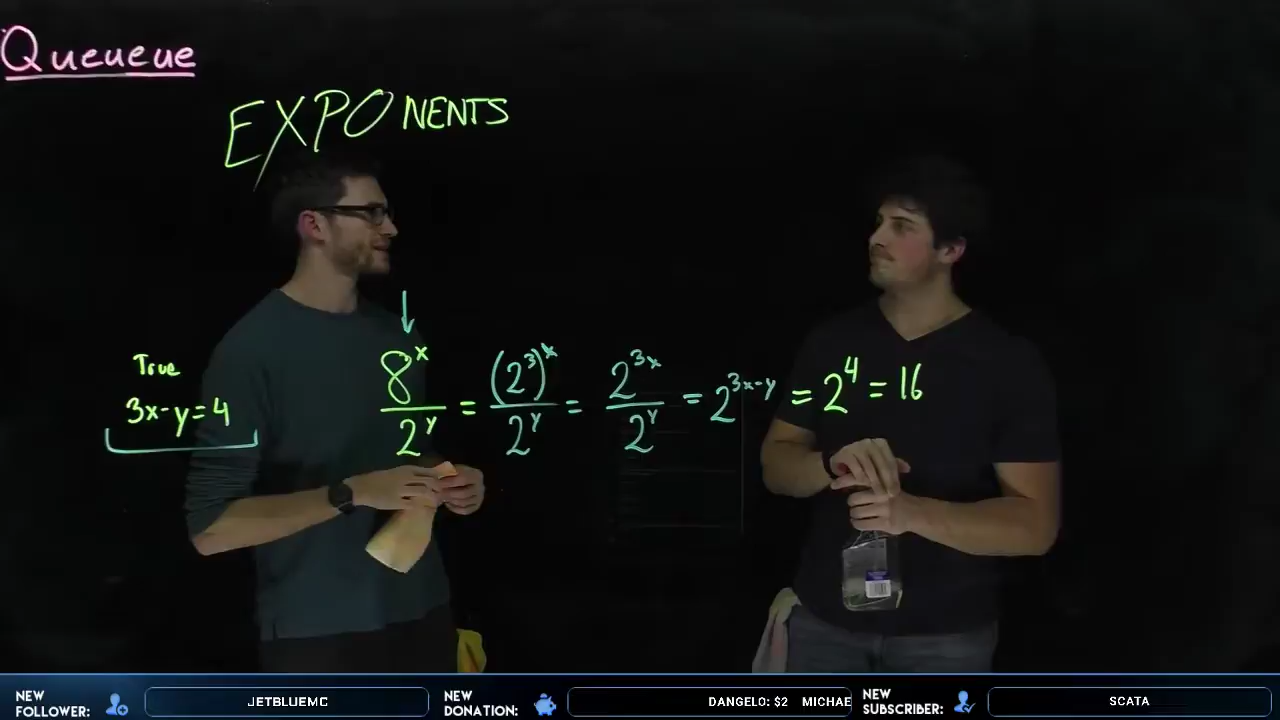 Queueue
EXPONENTS
True
3x-y=4
8^x/2^y = (2^3)^x/2^y = 2^{3x}/2^y = 2^{3x-y} = 2^4 = 16
NEW FOLLOWER: JETBLUEMC
NEW DONATION: DANGELO: $2 MICHAE
NEW SUBSCRIBER: SCATA